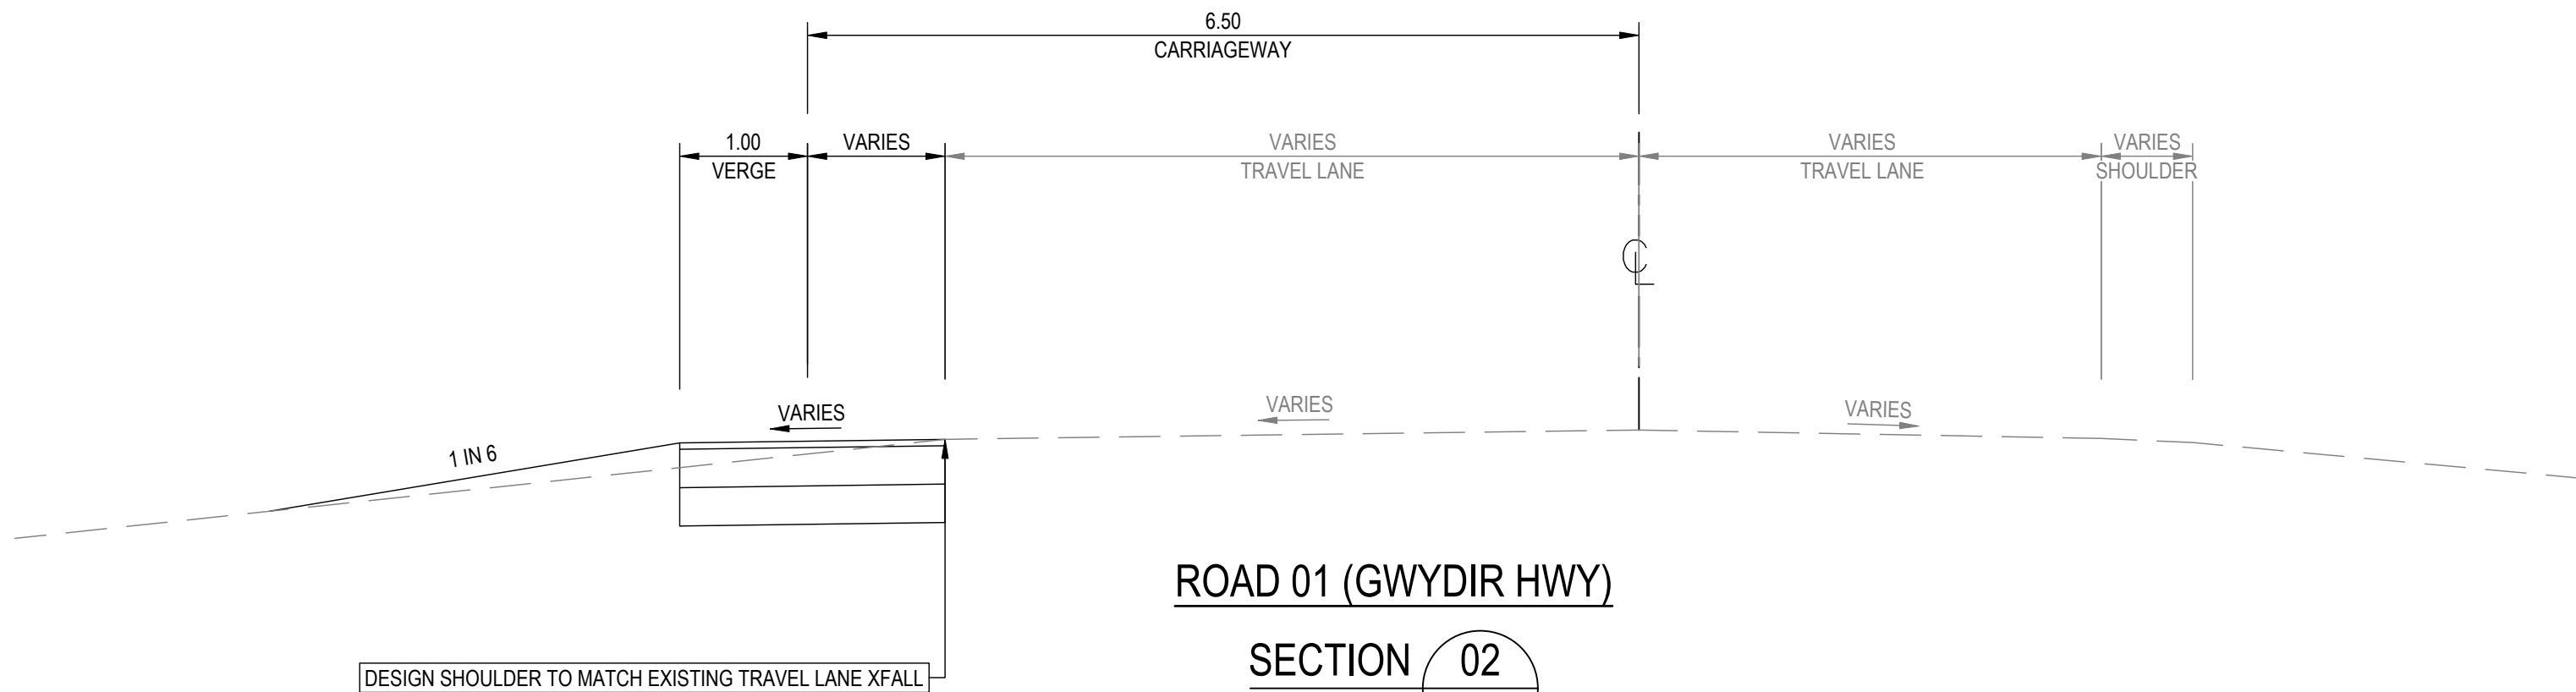 6.50
CARRIAGEWAY
1.00
VERGE
VARIES
VARIES
TRAVEL LANE
VARIES
TRAVEL LANE
VARIES
SHOULDER
CL
VARIES
VARIES
VARIES
1 IN 6
ROAD 01 (GWYDIR HWY)
SECTION 02
DESIGN SHOULDER TO MATCH EXISTING TRAVEL LANE XFALL